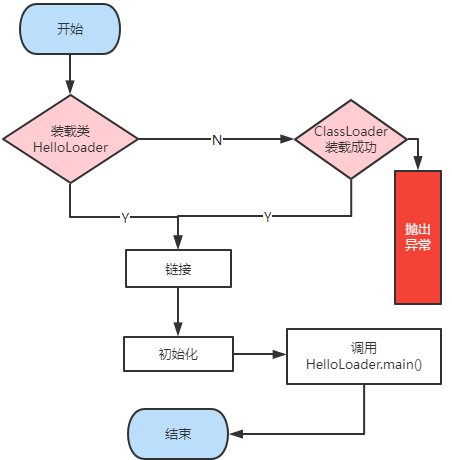 开始
装载类
HelloLoader
N
ClassLoader
装载成功
抛出
异常
Y
Y
链接
初始化
调用
HelloLoader.main()
结束